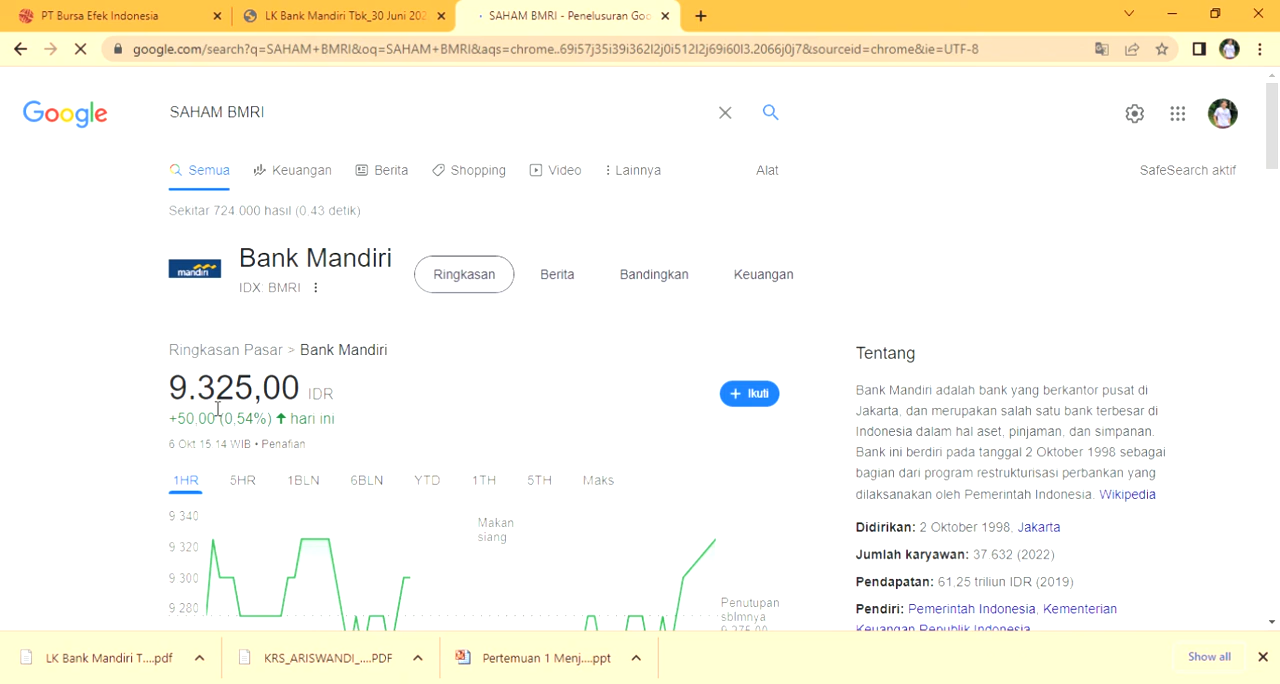 PT Bursa Efek Indonesia
LK Bank Mandiri Tbk_30 Juni 202
SAHAM BMRI - Penelusuran Goo
google.com/search?q=SAHAM+BMRI&oq=SAHAM+BMRI&aqs=chrome..69i57j35i39i362l2j0i512l2j69i60l3.2066j0j7&sourceid=chrome&ie=UTF-8
Google
SAHAM BMRI
Semua Keuangan Berita Shopping Video Lainnya Alat SafeSearch aktif
Sekitar 724.000 hasil (0,43 detik)
mandiri
Bank Mandiri
IDX: BMRI
Ringkasan Berita Bandingkan Keuangan
Ringkasan Pasar > Bank Mandiri
9.325,00 IDR
+ Ikuti
+50,00 (0,54%) hari ini
6 Okt 15.14 WIB • Penafian
1HR 5HR 1BLN 6BLN YTD 1TH 5TH Maks
9.340
9.320
9.300
9.280
Makan
siang
Penutupan
sblmnya
9.275,00
Tentang
Bank Mandiri adalah bank yang berkantor pusat di
Jakarta, dan merupakan salah satu bank terbesar di
Indonesia dalam hal aset, pinjaman, dan simpanan.
Bank ini berdiri pada tanggal 2 Oktober 1998 sebagai
bagian dari program restrukturisasi perbankan yang
dilaksanakan oleh Pemerintah Indonesia. Wikipedia
Didirikan: 2 Oktober 1998, Jakarta
Jumlah karyawan: 37.632 (2022)
Pendapatan: 61,25 triliun IDR (2019)
Pendiri: Pemerintah Indonesia, Kementerian
Keuangan Republik Indonesia
LK Bank Mandiri T....pdf
KRS_ARISWANDI_....PDF
Pertemuan 1 Menj....ppt
Show all